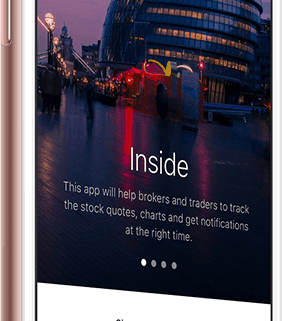 Inside
This app will help brokers and traders to track
the stock quotes, charts and get notifications
at the right time.